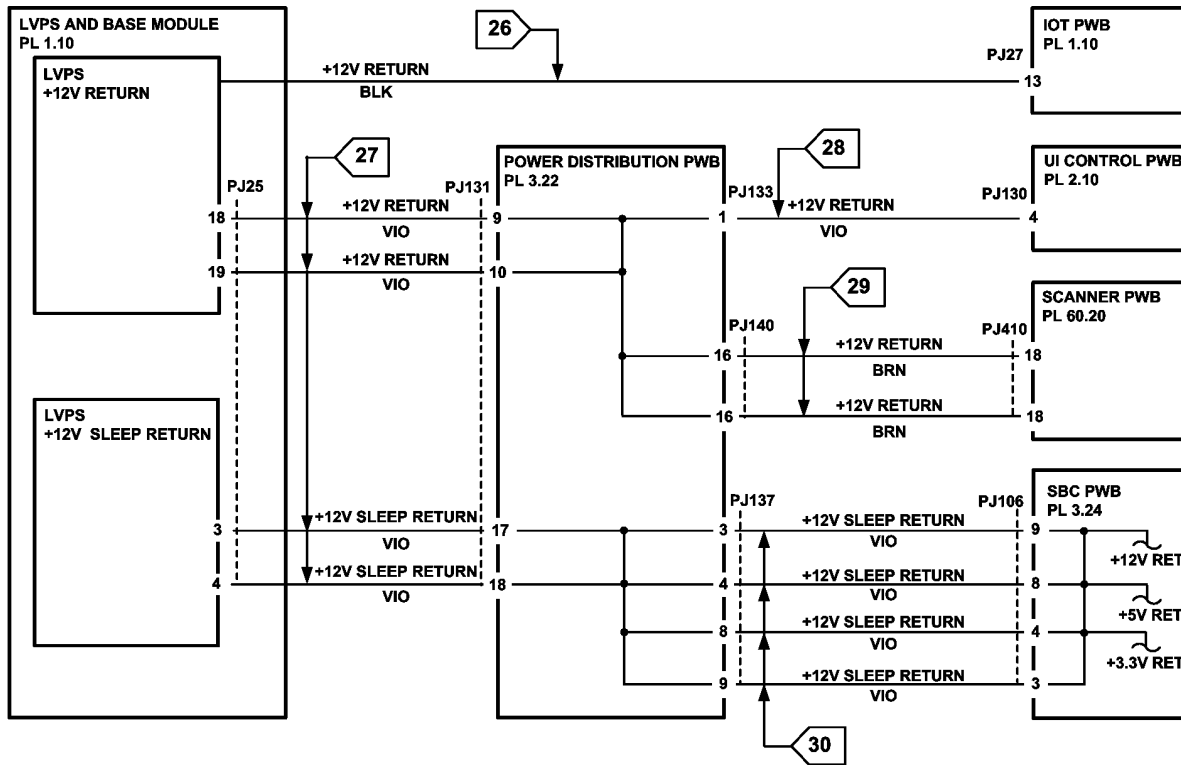 LVPS AND BASE MODULE
PL 1.10
LVPS
+12V RETURN
26
+12V RETURN
BLK
PJ27
13
IOT PWB
PL 1.10
27
28
PJ25
PJ131
POWER DISTRIBUTION PWB
PL 3.22
PJ133
PJ130
UI CONTROL PWB
PL 2.10
18
+12V RETURN
VIO
9
1
+12V RETURN
VIO
4
19
+12V RETURN
VIO
10
29
SCANNER PWB
PL 60.20
PJ140
PJ410
16
+12V RETURN
BRN
18
16
+12V RETURN
BRN
18
LVPS
+12V SLEEP RETURN
PJ137
PJ106
SBC PWB
PL 3.24
3
+12V SLEEP RETURN
VIO
17
3
+12V SLEEP RETURN
VIO
9
+12V RET
4
+12V SLEEP RETURN
VIO
18
4
+12V SLEEP RETURN
VIO
8
+5V RET
8
+12V SLEEP RETURN
VIO
4
+3.3V RET
9
+12V SLEEP RETURN
VIO
3
30